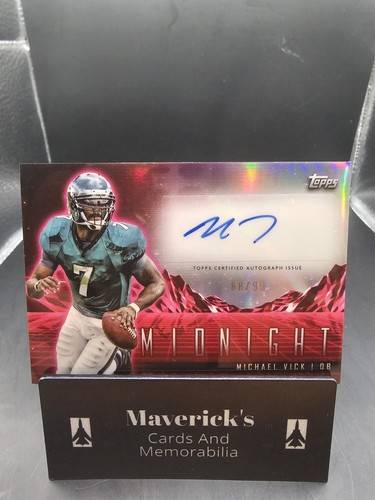 Topps
7
TOPPS CERTIFIED AUTOGRAPH ISSUE
MIDNIGHT
MICHAEL VICK | QB
Maverick's
Cards And
Memorabilia